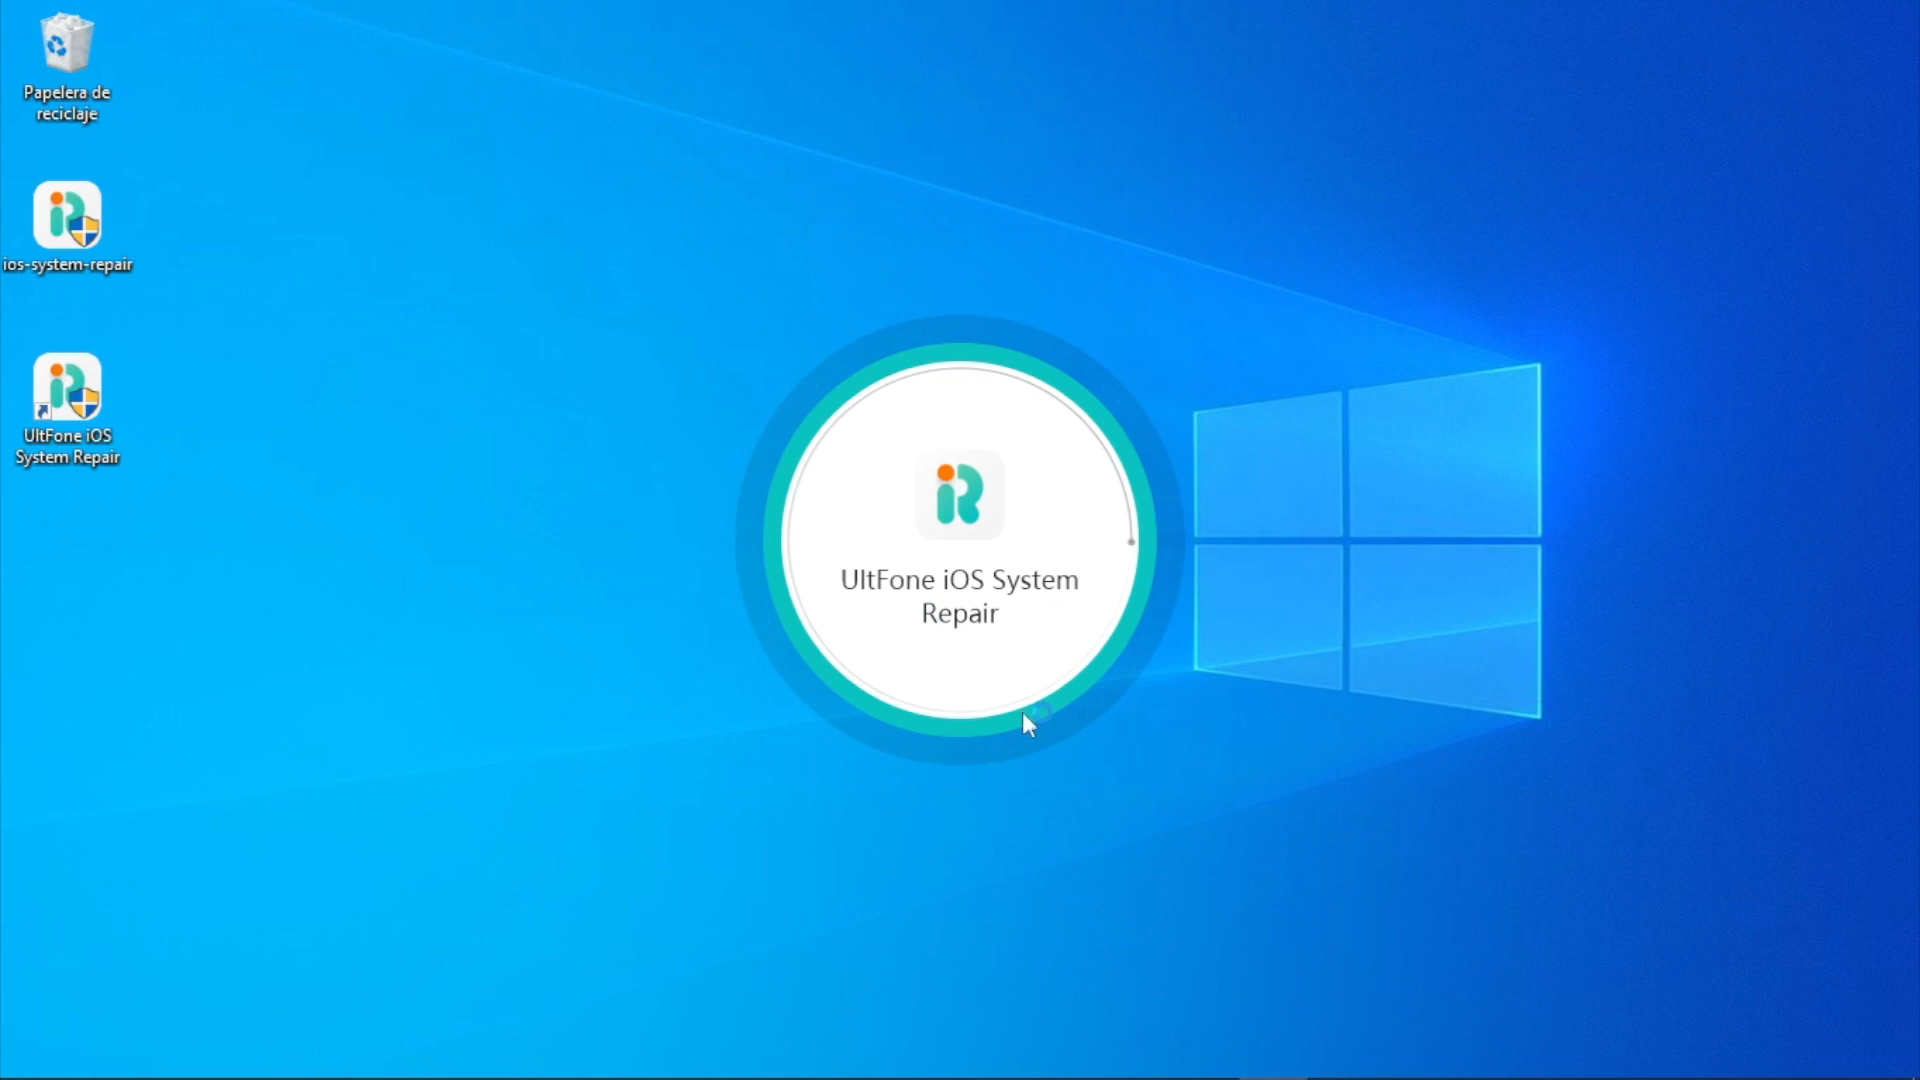 Papelera de
reciclaje
ios-system-repair
UltFone iOS
System Repair
UltFone iOS System
Repair